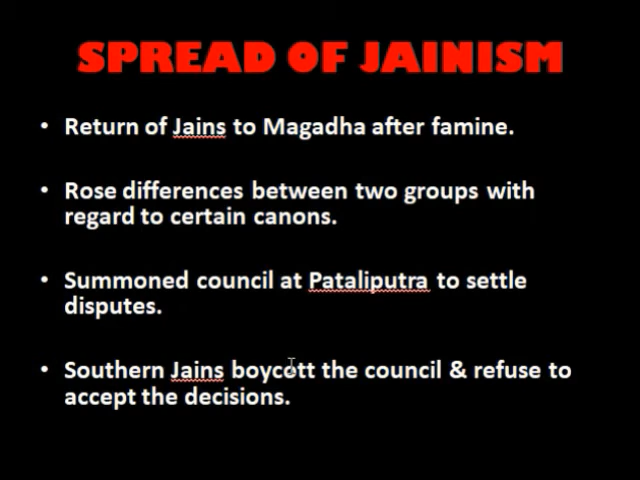 SPREAD OF JAINISM
• Return of Jains to Magadha after famine.
• Rose differences between two groups with
regard to certain canons.
• Summoned council at Pataliputra to settle
disputes.
• Southern Jains boycott the council & refuse to
accept the decisions.